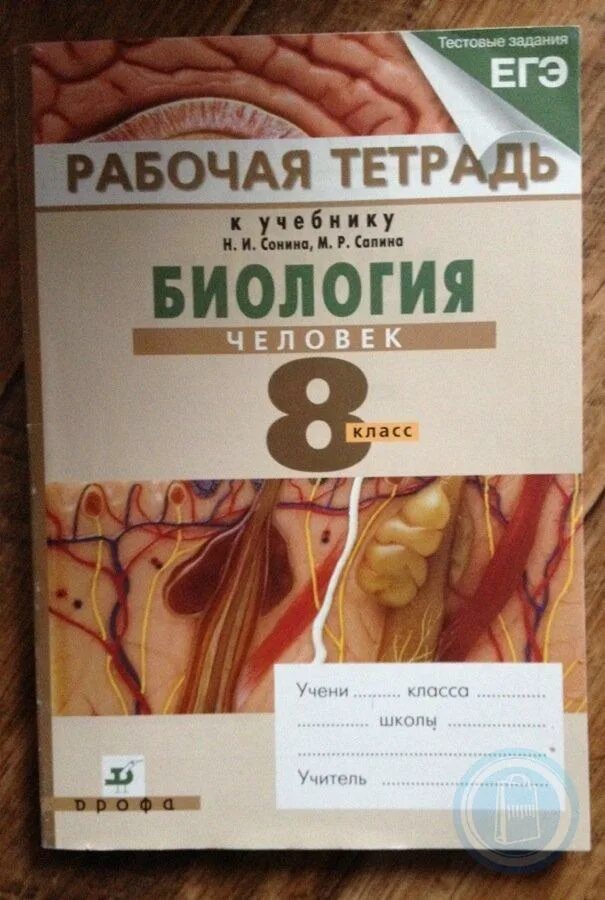 Тестовые задания
ЕГЭ
РАБОЧАЯ ТЕТРАДЬ
к учебнику
Н. И. Сонина, М. Р. Сапина
БИОЛОГИЯ
ЧЕЛОВЕК
8
класс
Учени .......... класса ...............
............... школы .....................
Учитель ...................................
дрофа